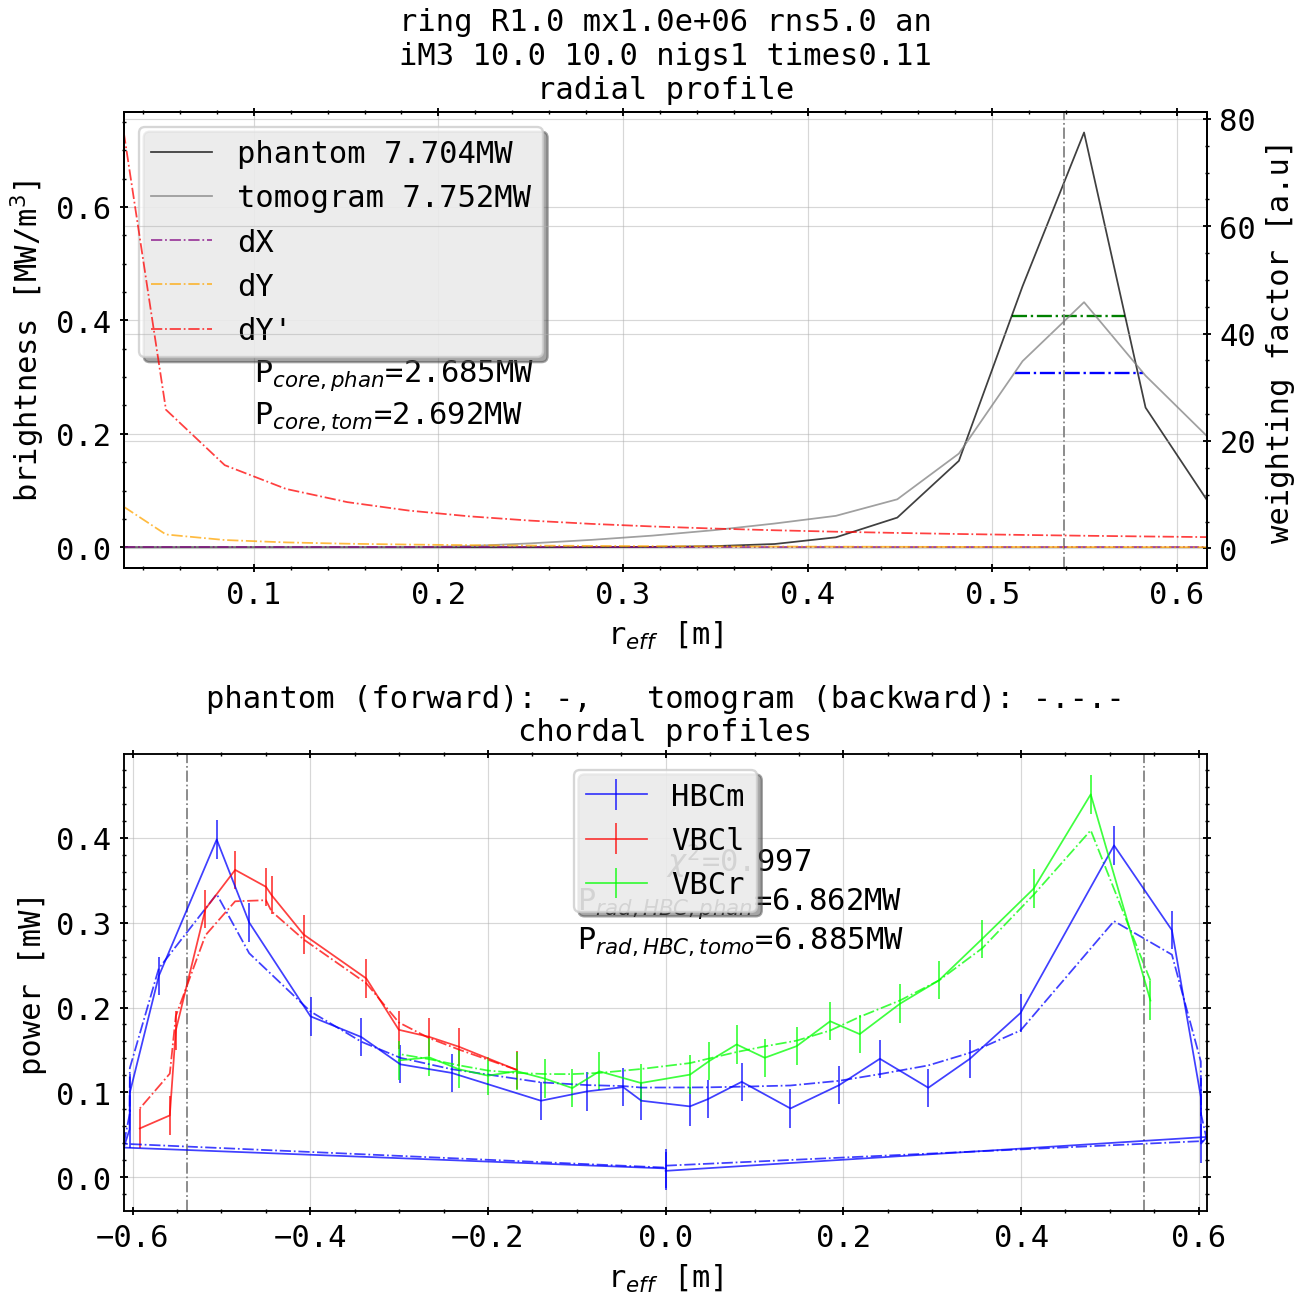 ring R1.0 mx1.0e+06 rns5.0 an
iM3 10.0 10.0 nigs1 times0.11
radial profile
phantom 7.704MW
tomogram 7.752MW
dX
dY
dY'
P_core,phan=2.685MW
P_core,tom=2.692MW
brightness [MW/m³]
0.6
0.4
0.2
0.0
80
60
40
20
0
weighting factor [a.u]
0.1 0.2 0.3 0.4 0.5 0.6
r_eff [m]
phantom (forward): -,   tomogram (backward): -.-.-
chordal profiles
HBCm
VBCl
VBCr
χ²=0.997
P_rad,HBC,phan=6.862MW
P_rad,HBC,tomo=6.885MW
power [mW]
0.4
0.3
0.2
0.1
0.0
−0.6 −0.4 −0.2 0.0 0.2 0.4 0.6
r_eff [m]